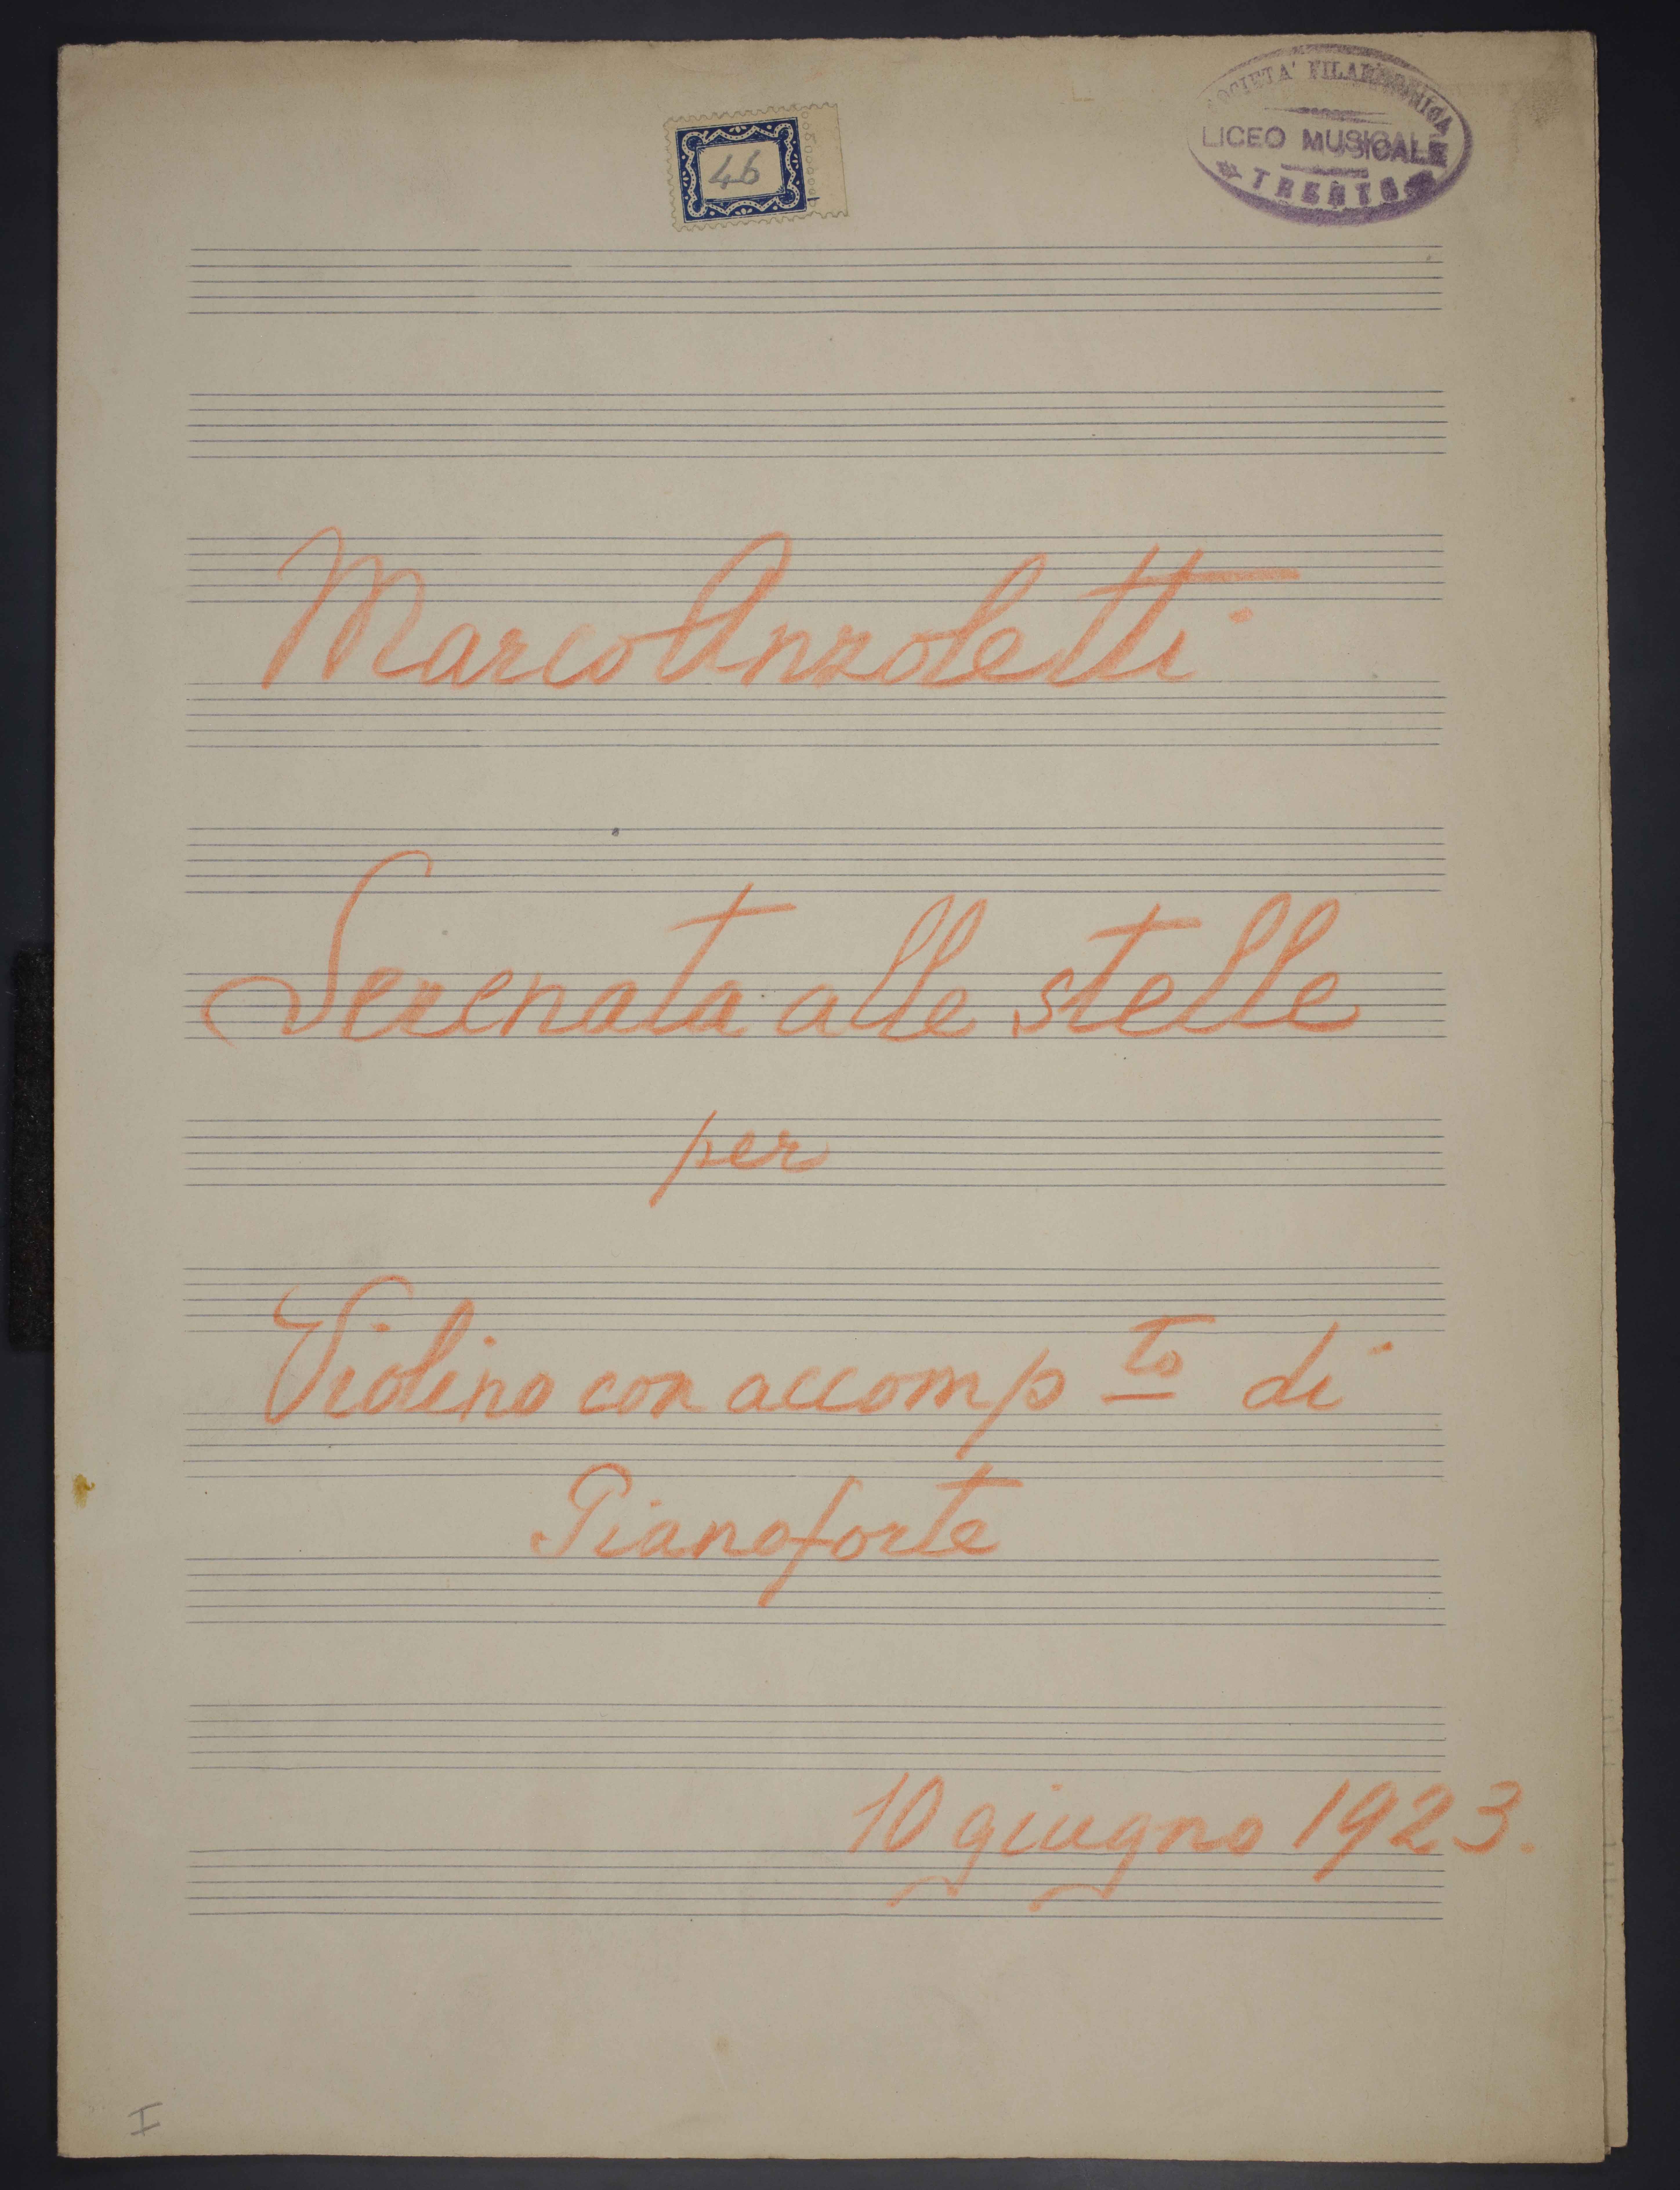 46
SOCIETA' FILARMONICA
LICEO MUSICALE
TRENTO
Marco Anzoletti
Serenata alle stelle
per
Violino con accomp to di
Pianoforte
10 giugno 1923.
I